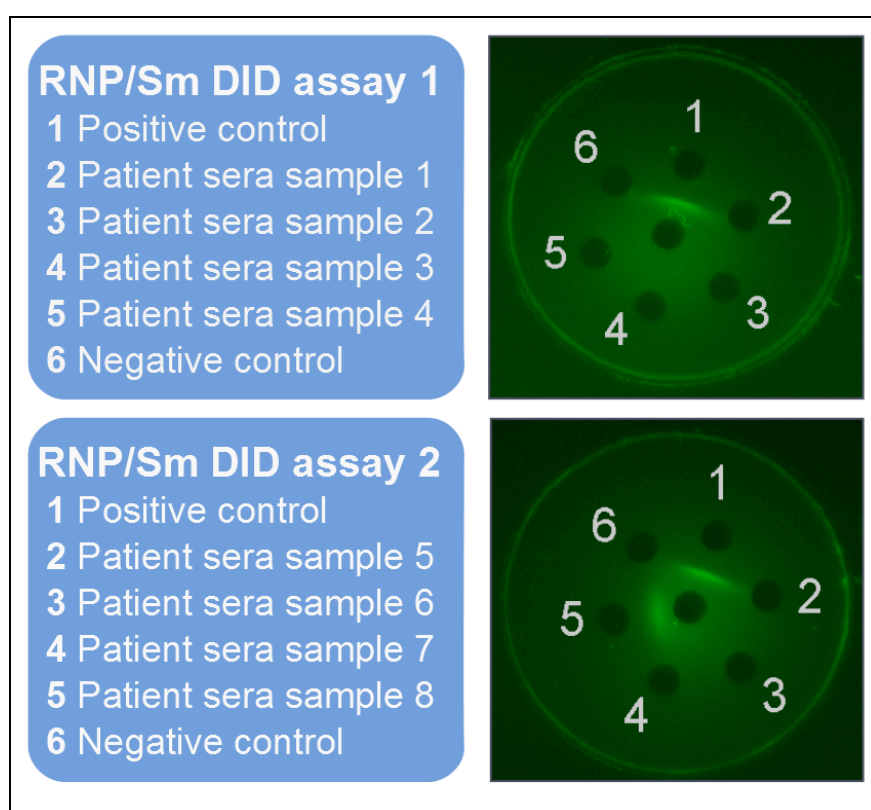 RNP/Sm DID assay 1
1 Positive control
2 Patient sera sample 1
3 Patient sera sample 2
4 Patient sera sample 3
5 Patient sera sample 4
6 Negative control
1
6
2
5
3
4
RNP/Sm DID assay 2
1 Positive control
2 Patient sera sample 5
3 Patient sera sample 6
4 Patient sera sample 7
5 Patient sera sample 8
6 Negative control
1
6
2
5
3
4